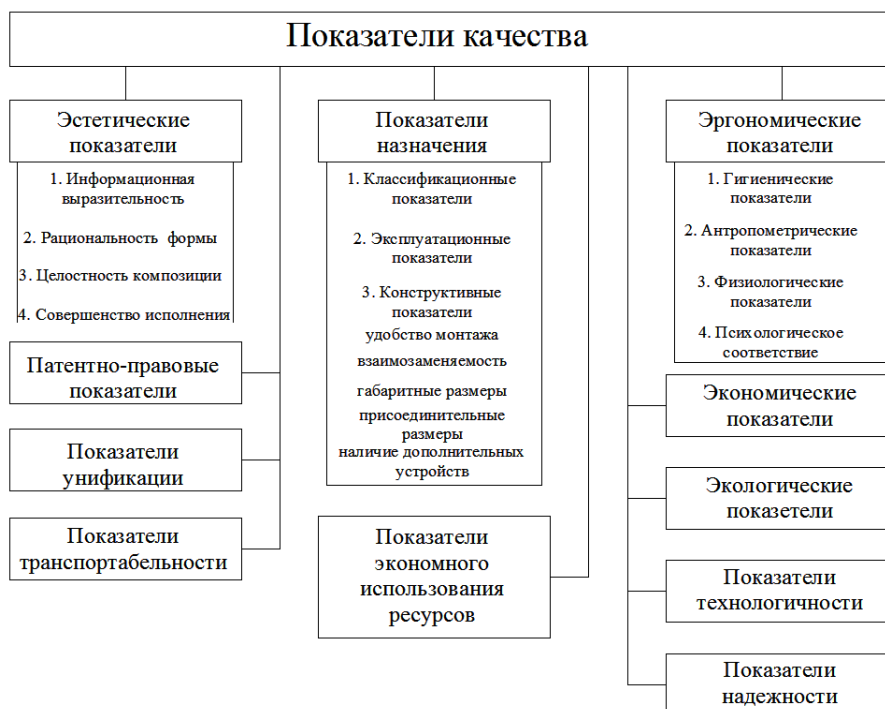 Показатели качества
Эстетические
показатели
1. Информационная
выразительность
2. Рациональность формы
3. Целостность композиции
4. Совершенство исполнения
Патентно-правовые
показатели
Показатели
унификации
Показатели
транспортабельности
Показатели
назначения
1. Классификационные
показатели
2. Эксплуатационные
показатели
3. Конструктивные
показатели
удобство монтажа
взаимозаменяемость
габаритные размеры
присоединительные
размеры
наличие дополнительных
устройств
Показатели
экономного
использования
ресурсов
Эргономические
показатели
1. Гигиенические
показатели
2. Антропометрические
показатели
3. Физиологические
показатели
4. Психологическое
соответствие
Экономические
показатели
Экологические
показетели
Показатели
технологичности
Показатели
надежности